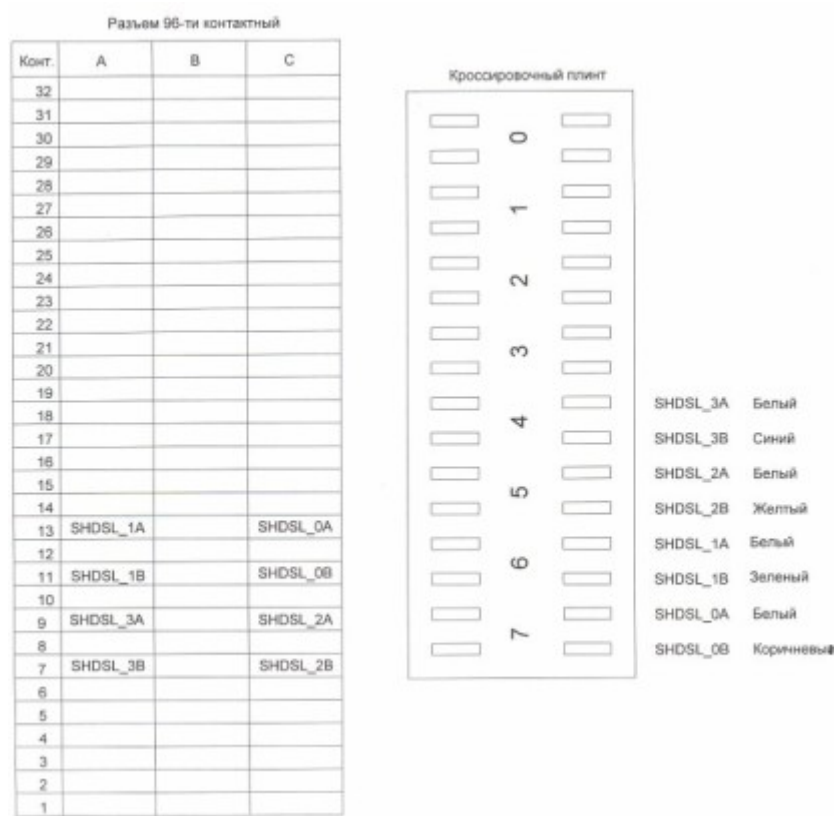 Разъем 96-ти контактный
Конт. A B C
32
31
30
29
28
27
26
25
24
23
22
21
20
19
18
17
16
15
14
13 SHDSL_1A SHDSL_0A
12
11 SHDSL_1B SHDSL_0B
10
9 SHDSL_3A SHDSL_2A
8
7 SHDSL_3B SHDSL_2B
6
5
4
3
2
1
Кроссировочный плинт
0
1
2
3
4
5
6
7
SHDSL_3A Белый
SHDSL_3B Синий
SHDSL_2A Белый
SHDSL_2B Желтый
SHDSL_1A Белый
SHDSL_1B Зеленый
SHDSL_0A Белый
SHDSL_0B Коричневый